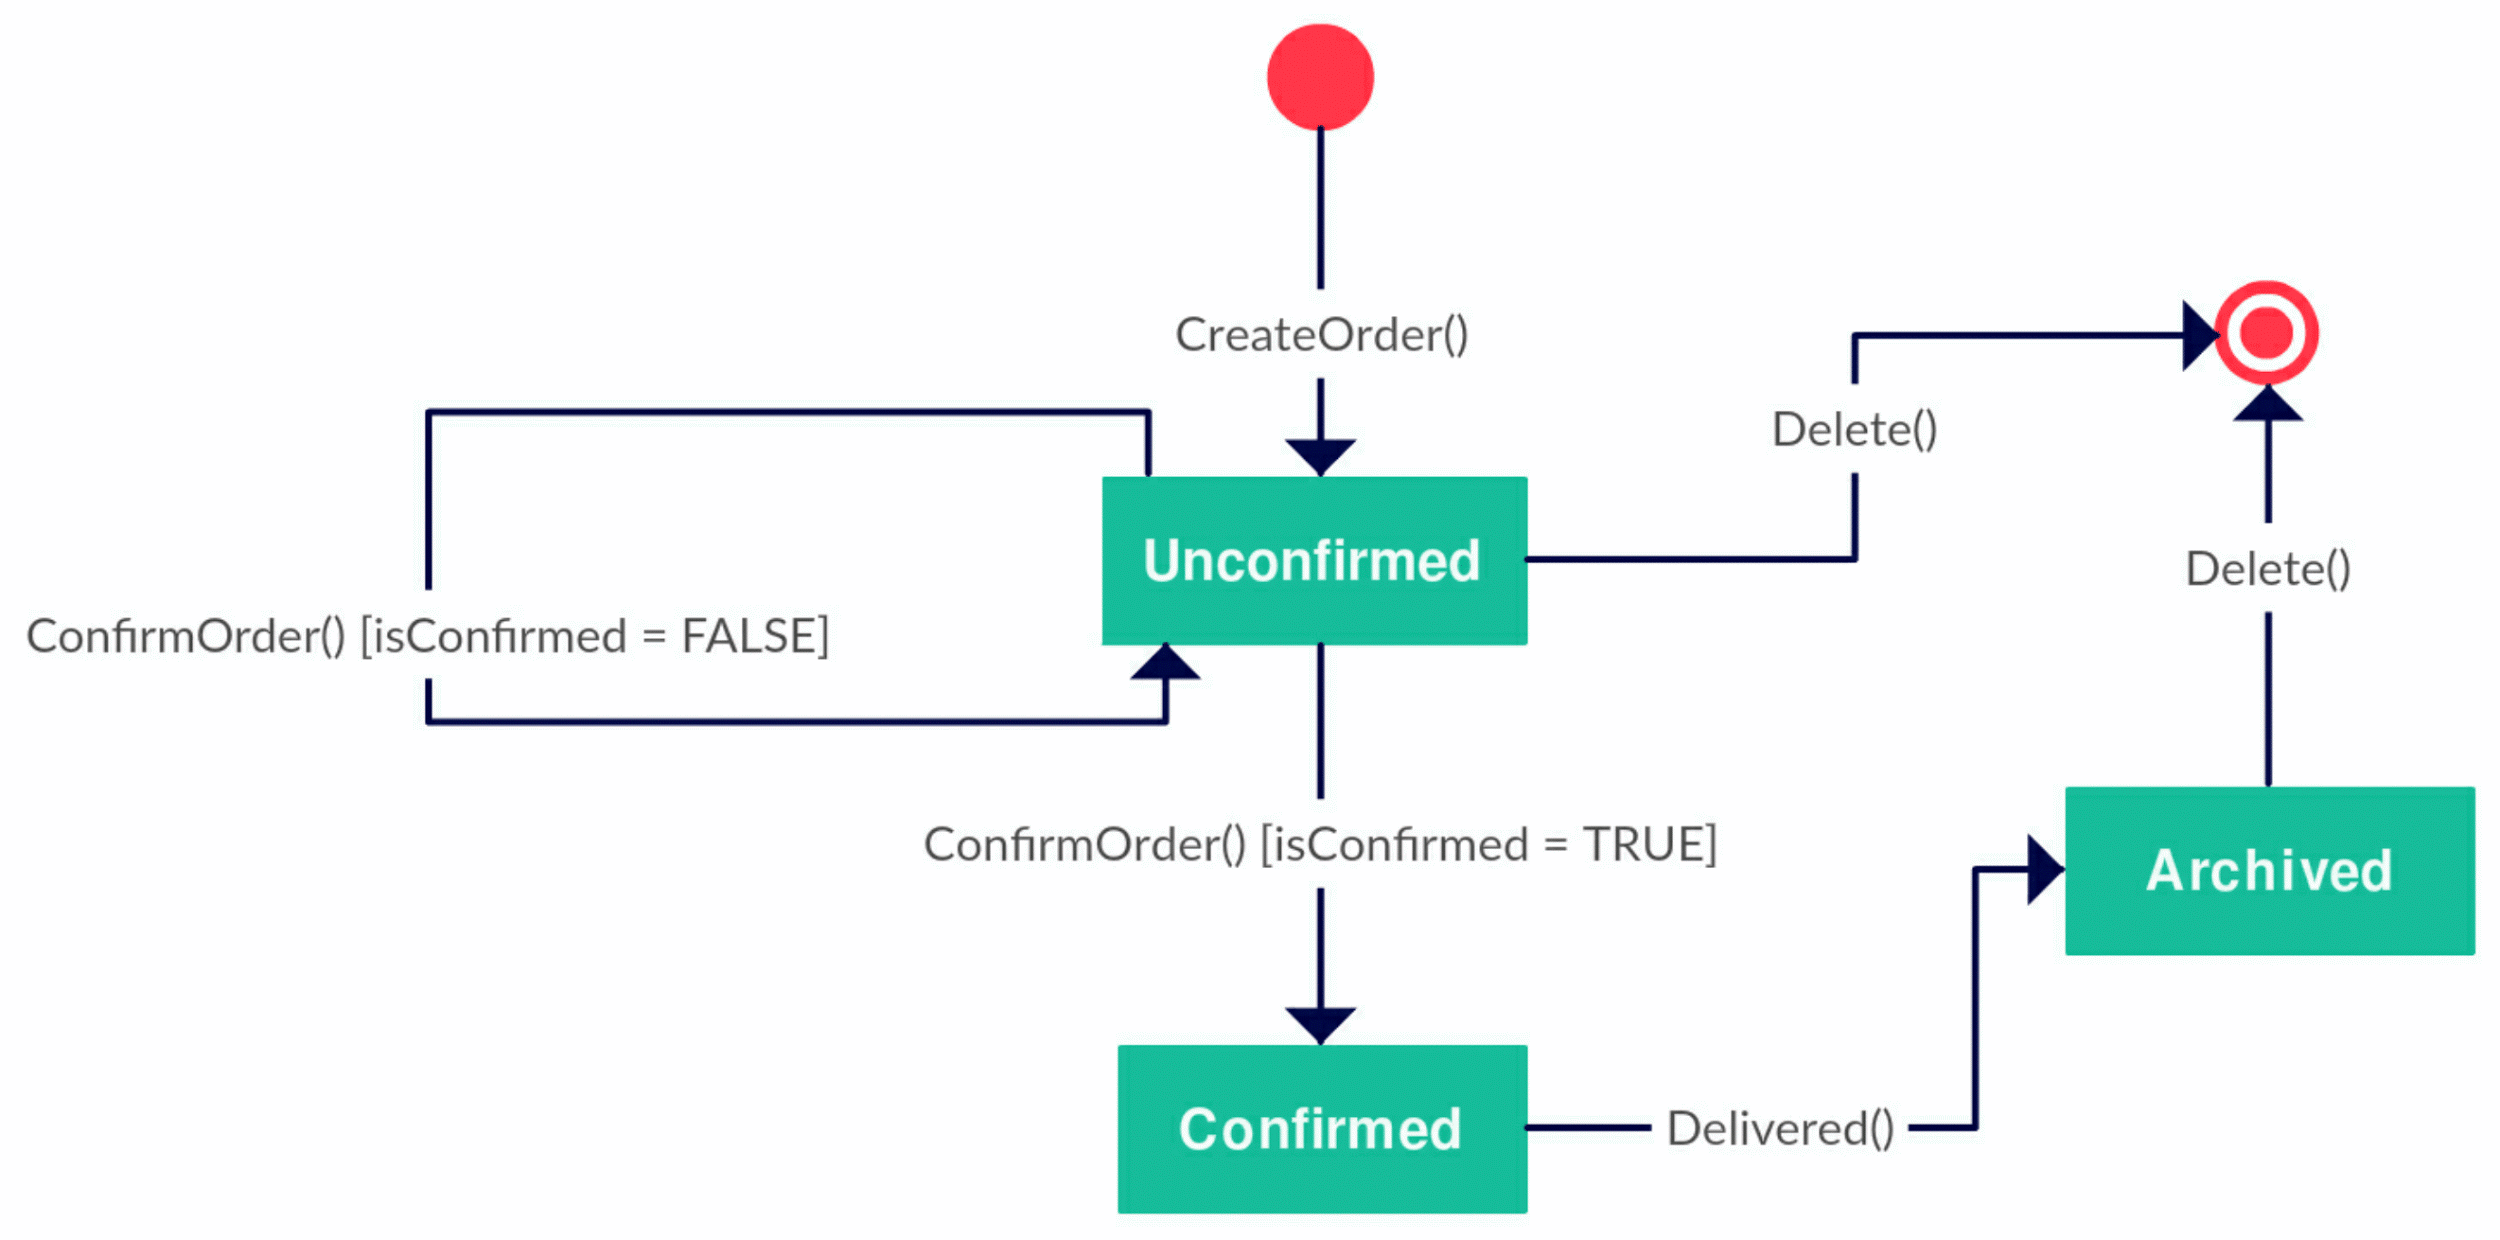 CreateOrder()
Delete()
Unconfirmed
Delete()
ConfirmOrder() [isConfirmed = FALSE]
ConfirmOrder() [isConfirmed = TRUE]
Archived
Confirmed
Delivered()